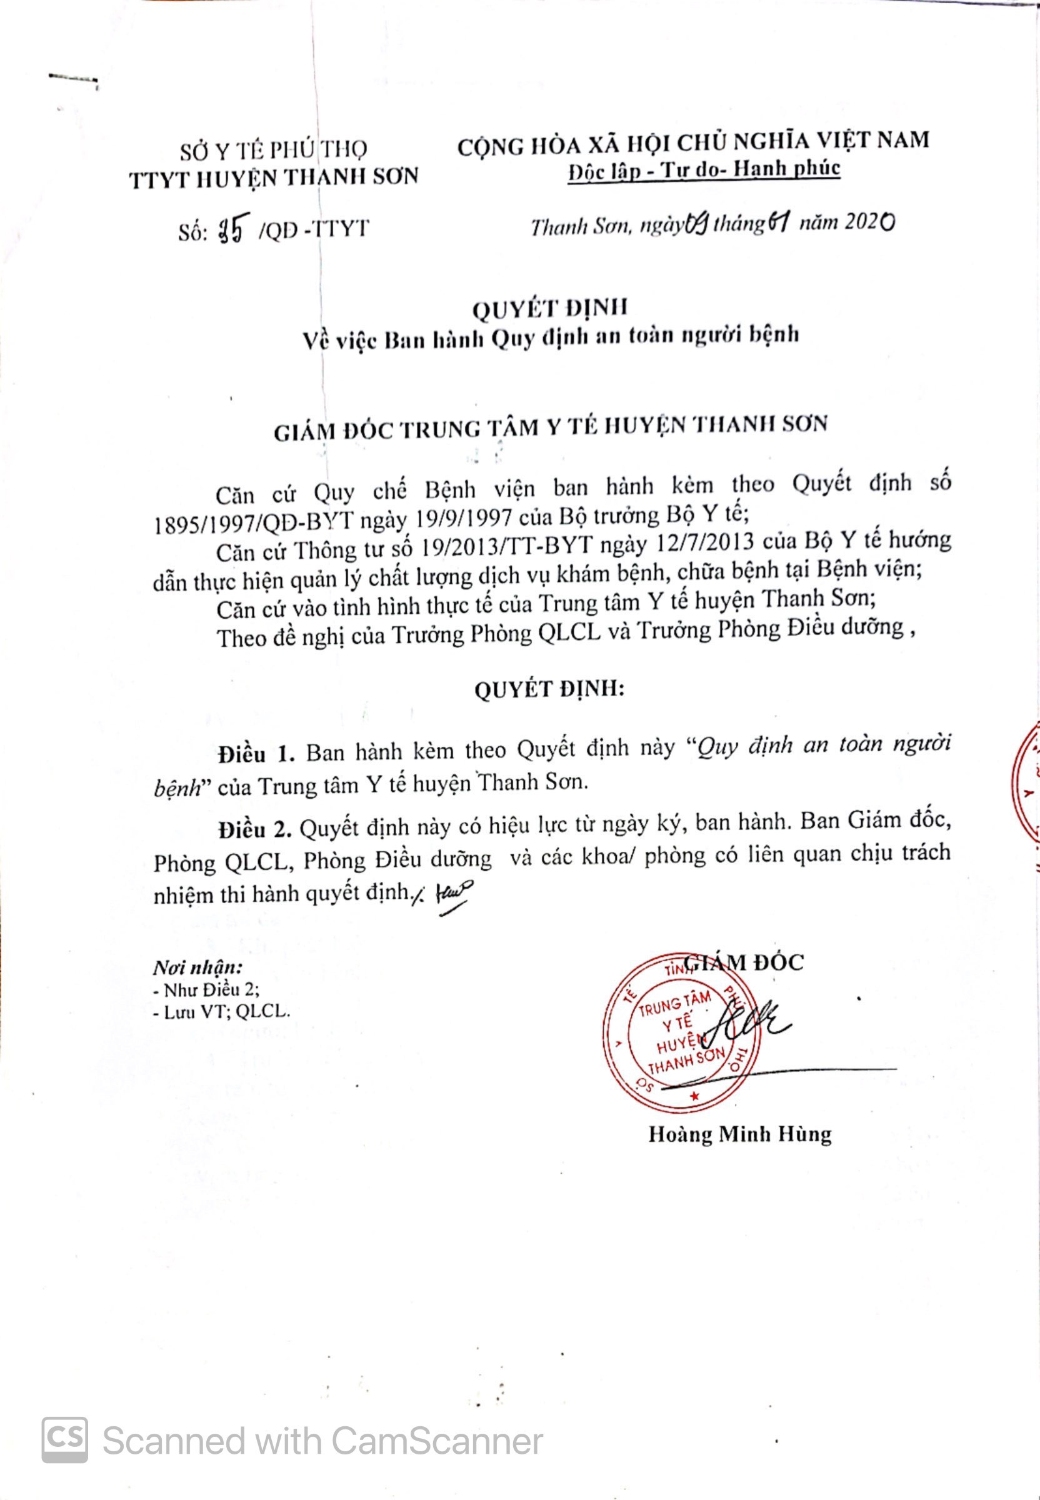 SỞ Y TẾ PHÚ THỌ
TTYT HUYỆN THANH SƠN
Số: 35 /QĐ -TTYT
CỘNG HÒA XÃ HỘI CHỦ NGHĨA VIỆT NAM
Độc lập - Tự do- Hạnh phúc
Thanh Sơn, ngày 09 tháng 01 năm 2020
QUYẾT ĐỊNH
Về việc Ban hành Quy định an toàn người bệnh
GIÁM ĐỐC TRUNG TÂM Y TẾ HUYỆN THANH SƠN
Căn cứ Quy chế Bệnh viện ban hành kèm theo Quyết định số
1895/1997/QĐ-BYT ngày 19/9/1997 của Bộ trưởng Bộ Y tế;
Căn cứ Thông tư số 19/2013/TT-BYT ngày 12/7/2013 của Bộ Y tế hướng
dẫn thực hiện quản lý chất lượng dịch vụ khám bệnh, chữa bệnh tại Bệnh viện;
Căn cứ vào tình hình thực tế của Trung tâm Y tế huyện Thanh Sơn;
Theo đề nghị của Trưởng Phòng QLCL và Trưởng Phòng Điều dưỡng ,
QUYẾT ĐỊNH:
Điều 1. Ban hành kèm theo Quyết định này “Quy định an toàn người
bệnh” của Trung tâm Y tế huyện Thanh Sơn.
Điều 2. Quyết định này có hiệu lực từ ngày ký, ban hành. Ban Giám đốc,
Phòng QLCL, Phòng Điều dưỡng và các khoa/ phòng có liên quan chịu trách
nhiệm thi hành quyết định./.
Nơi nhận:
- Như Điều 2;
- Lưu VT; QLCL.
GIÁM ĐỐC
SỞ Y TẾ TỈNH PHÚ THỌ
TRUNG TÂM
Y TẾ
HUYỆN
THANH SƠN
Hoàng Minh Hùng
CS Scanned with CamScanner